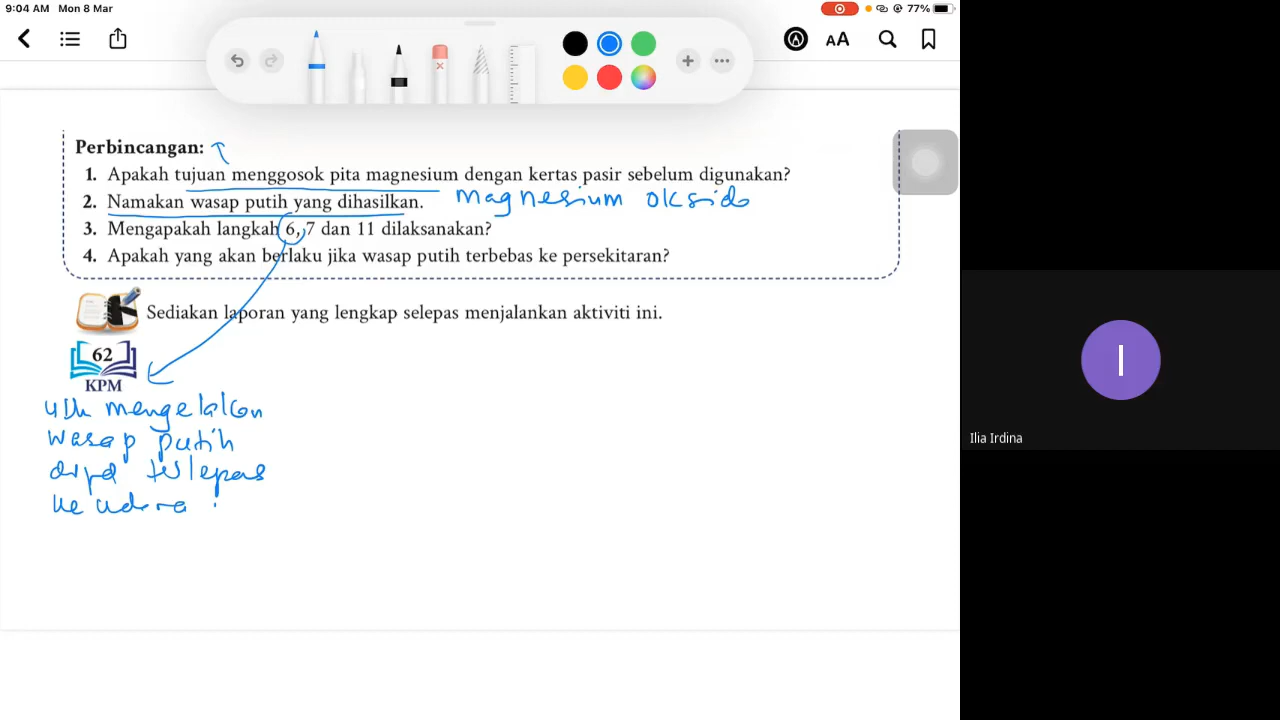 9:04 AM Mon 8 Mar
77%
AA
Perbincangan:
1. Apakah tujuan menggosok pita magnesium dengan kertas pasir sebelum digunakan?
2. Namakan wasap putih yang dihasilkan. magnesium oksida
3. Mengapakah langkah 6, 7 dan 11 dilaksanakan?
4. Apakah yang akan berlaku jika wasap putih terbebas ke persekitaran?
Sediakan laporan yang lengkap selepas menjalankan aktiviti ini.
62
KPM
mengelakan
wasap putih
drpd terlepas
ke udara.
I
Ilia Irdina